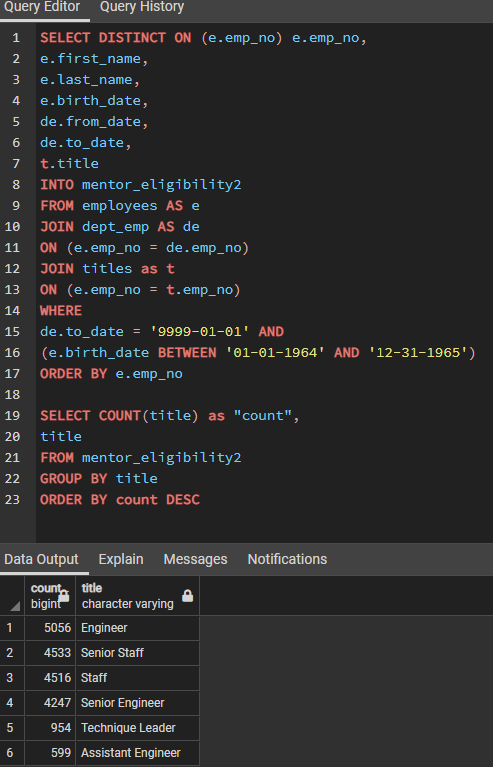 Query Editor Query History
1 SELECT DISTINCT ON (e.emp_no) e.emp_no,
2 e.first_name,
3 e.last_name,
4 e.birth_date,
5 de.from_date,
6 de.to_date,
7 t.title
8 INTO mentor_eligibility2
9 FROM employees AS e
10 JOIN dept_emp AS de
11 ON (e.emp_no = de.emp_no)
12 JOIN titles as t
13 ON (e.emp_no = t.emp_no)
14 WHERE
15 de.to_date = '9999-01-01' AND
16 (e.birth_date BETWEEN '01-01-1964' AND '12-31-1965')
17 ORDER BY e.emp_no
18
19 SELECT COUNT(title) as "count",
20 title
21 FROM mentor_eligibility2
22 GROUP BY title
23 ORDER BY count DESC
Data Output Explain Messages Notifications
count title
bigint character varying
1 5056 Engineer
2 4533 Senior Staff
3 4516 Staff
4 4247 Senior Engineer
5 954 Technique Leader
6 599 Assistant Engineer